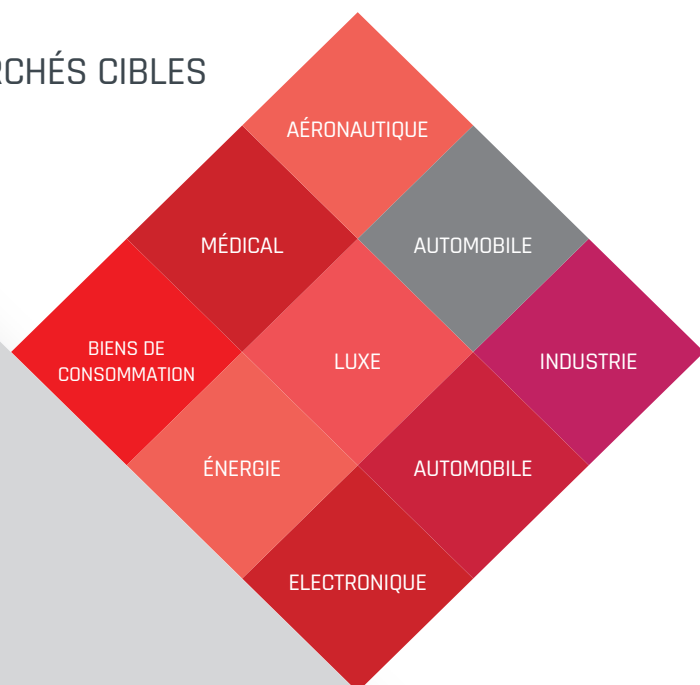 RCHÉS CIBLES
AÉRONAUTIQUE
MÉDICAL
AUTOMOBILE
BIENS DE
CONSOMMATION
LUXE
INDUSTRIE
ÉNERGIE
AUTOMOBILE
ELECTRONIQUE